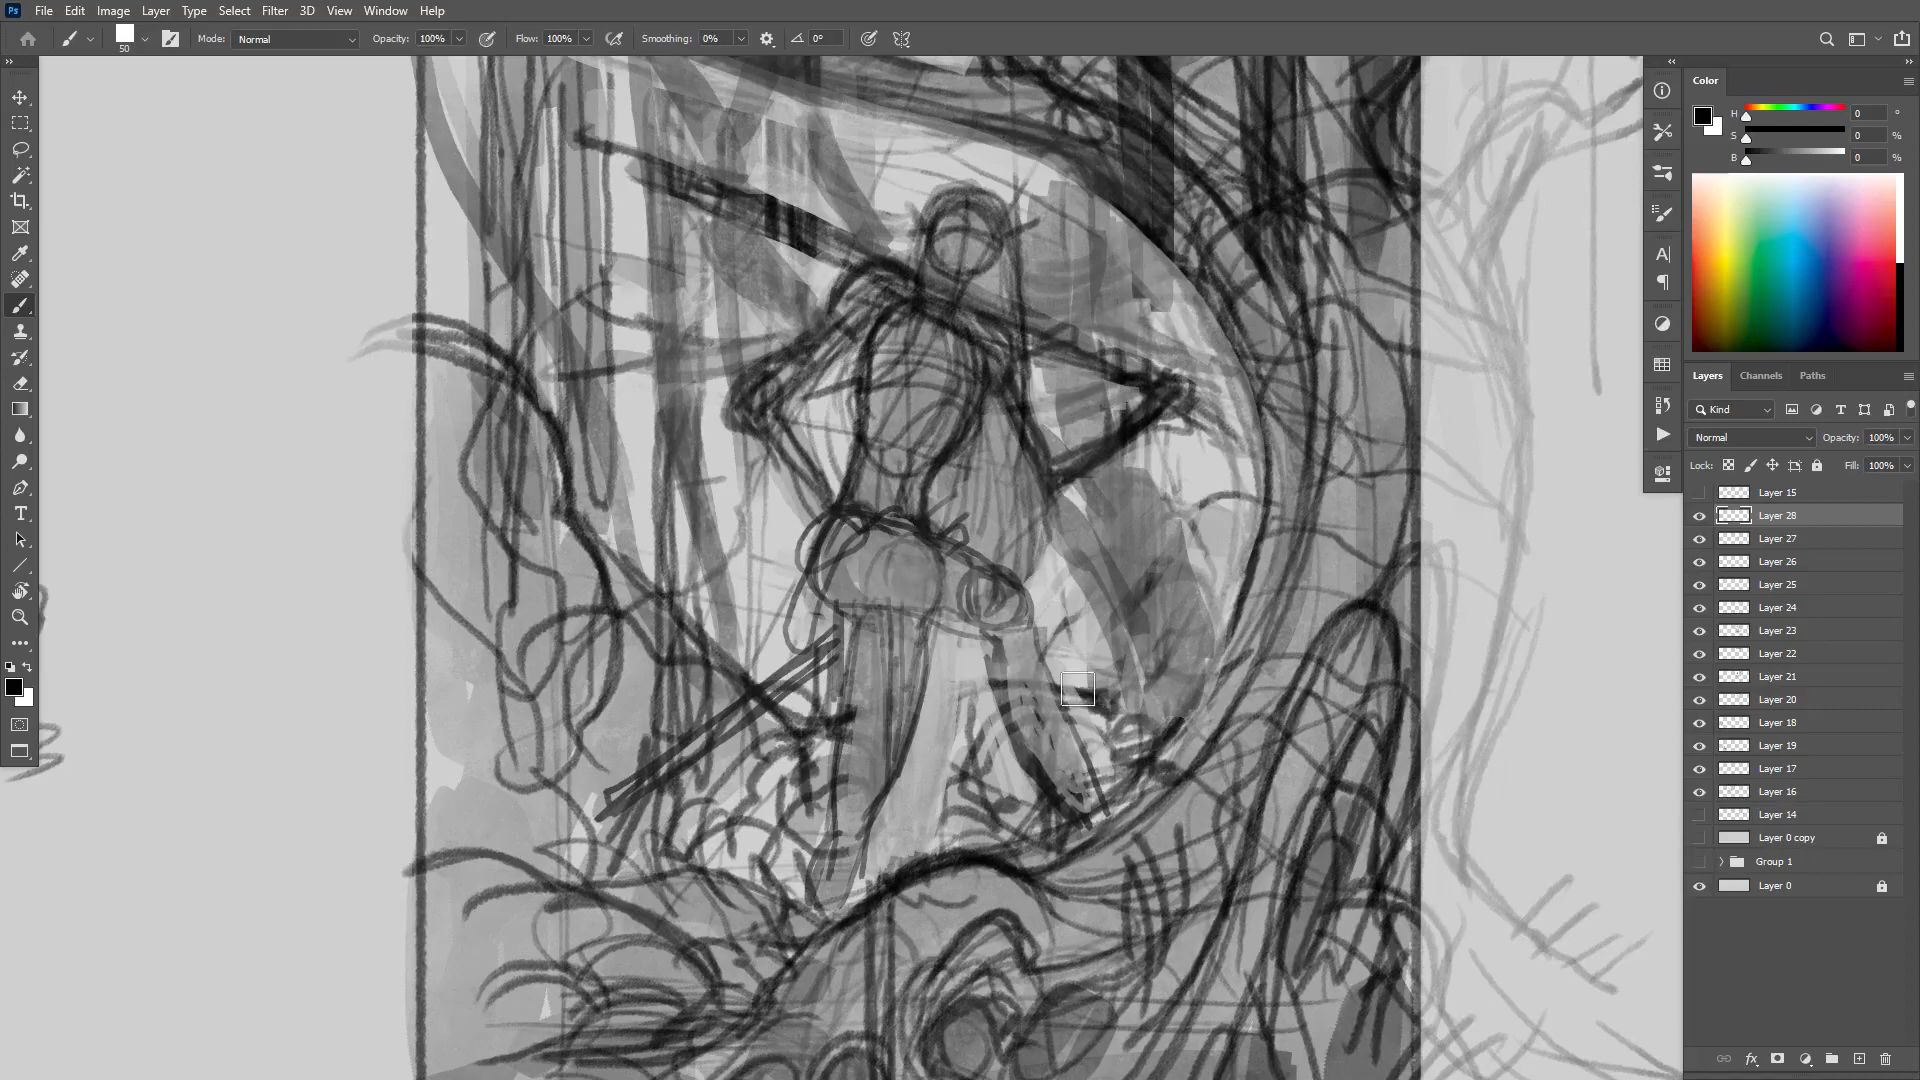 Ps File Edit Image Layer Type Select Filter 3D View Window Help
50 Mode: Normal Opacity: 100% Flow: 100% Smoothing: 0% 0°
Color
H 0 °
S 0 %
B 0 %
Layers Channels Paths
Kind
Normal Opacity: 100%
Lock: Fill: 100%
Layer 15
Layer 28
Layer 27
Layer 26
Layer 25
Layer 24
Layer 23
Layer 22
Layer 21
Layer 20
Layer 18
Layer 19
Layer 17
Layer 16
Layer 14
Layer 0 copy
Group 1
Layer 0